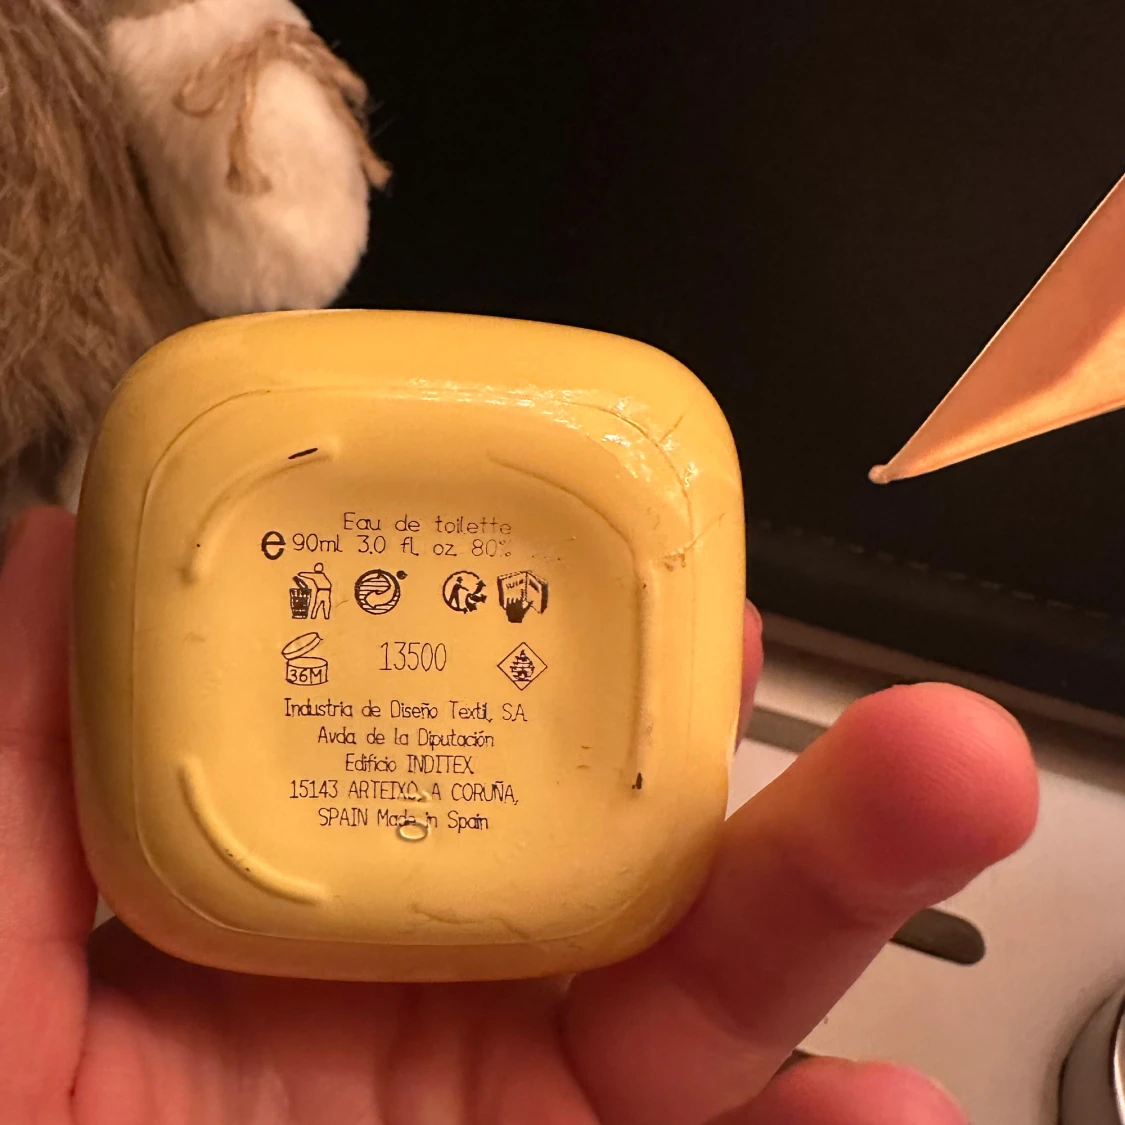 Eau de toilette
e 90ml 3.0 fl. oz 80%
36M
13500
Industria de Diseño Textil, S.A.
Avda de la Diputación
Edificio INDITEX
15143 ARTEIXO, A CORUÑA,
SPAIN Made in Spain